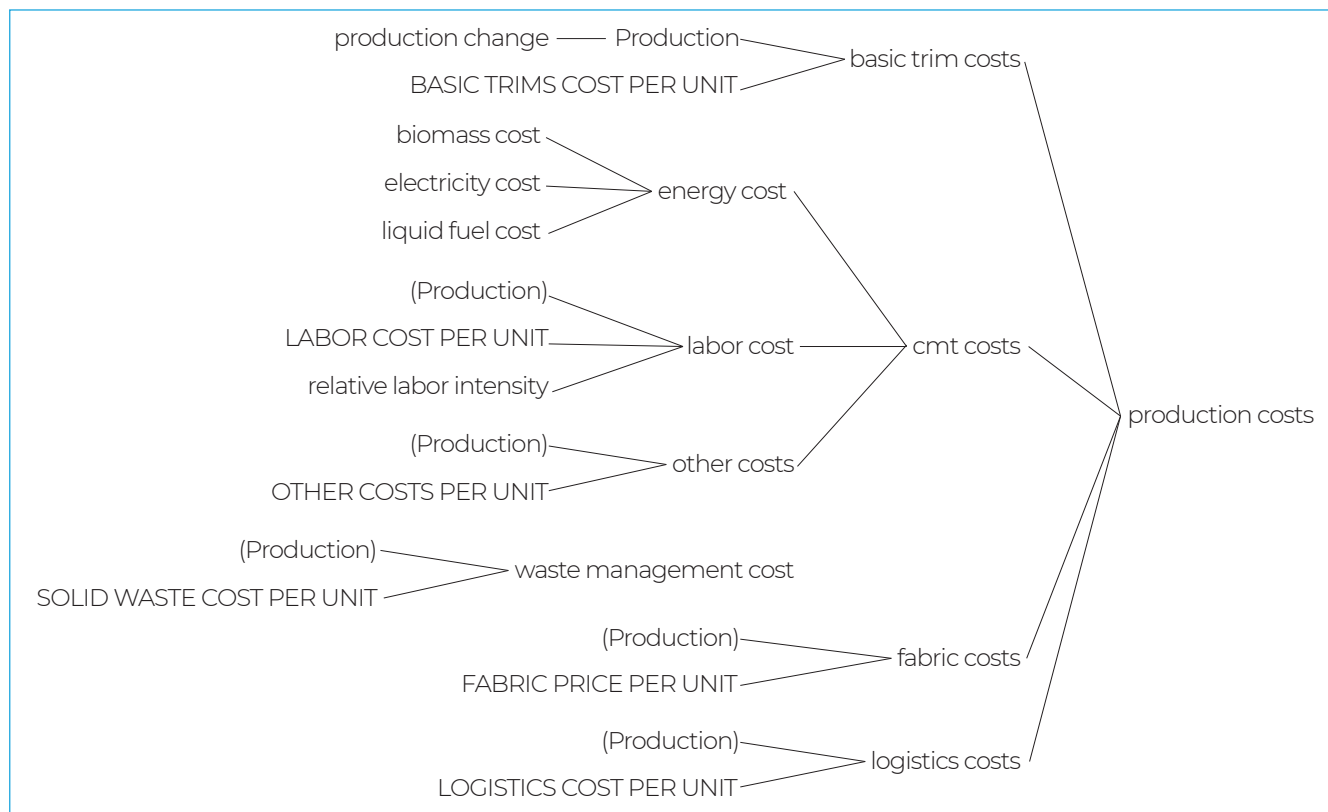 production change
Production
basic trim costs
BASIC TRIMS COST PER UNIT
biomass cost
electricity cost
energy cost
liquid fuel cost
(Production)
LABOR COST PER UNIT
labor cost
cmt costs
relative labor intensity
production costs
(Production)
other costs
OTHER COSTS PER UNIT
(Production)
waste management cost
SOLID WASTE COST PER UNIT
(Production)
fabric costs
FABRIC PRICE PER UNIT
(Production)
logistics costs
LOGISTICS COST PER UNIT